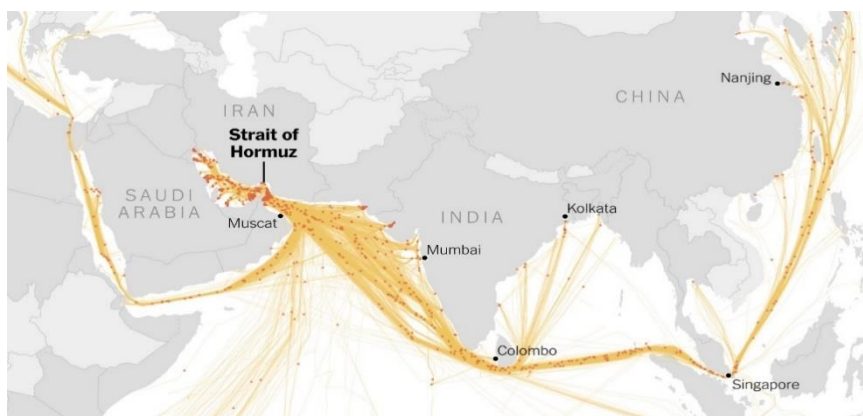 Nanjing
CHINA
IRAN
Strait of
Hormuz
SAUDI
ARABIA
Muscat
INDIA
Kolkata
Mumbai
Colombo
Singapore